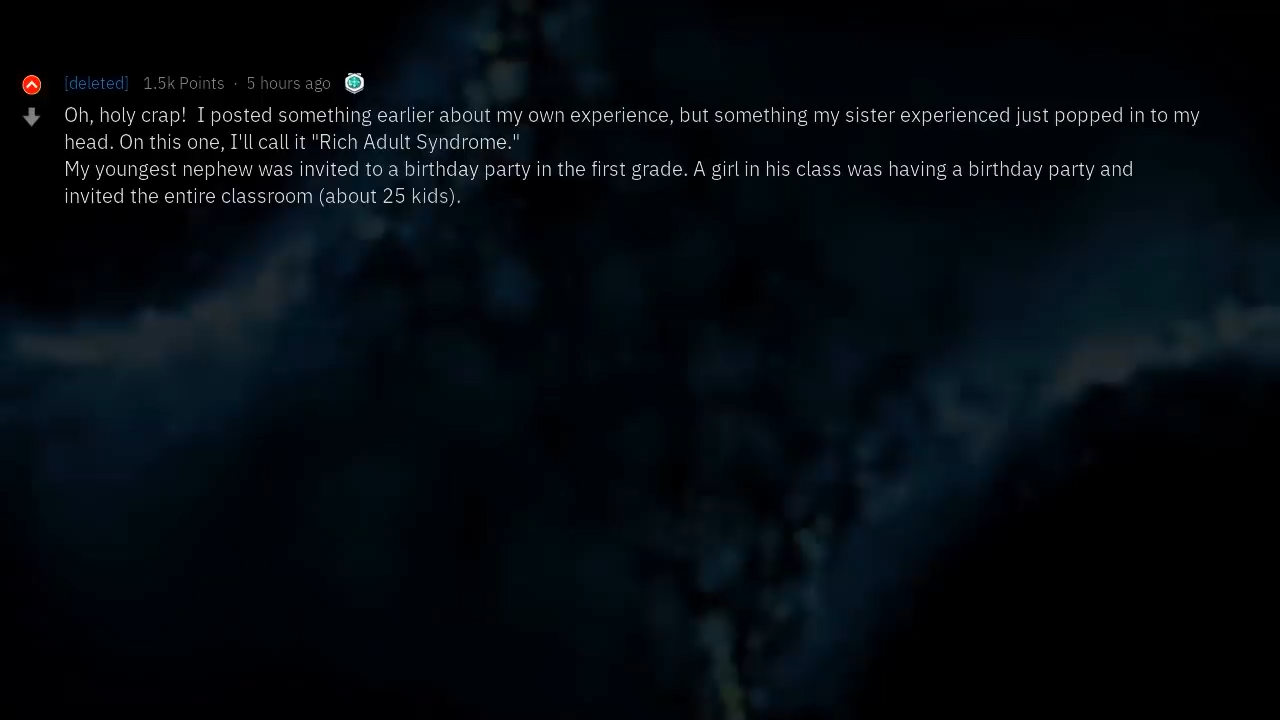 [deleted] 1.5k Points · 5 hours ago
Oh, holy crap!  I posted something earlier about my own experience, but something my sister experienced just popped in to my
head. On this one, I'll call it "Rich Adult Syndrome."
My youngest nephew was invited to a birthday party in the first grade. A girl in his class was having a birthday party and
invited the entire classroom (about 25 kids).